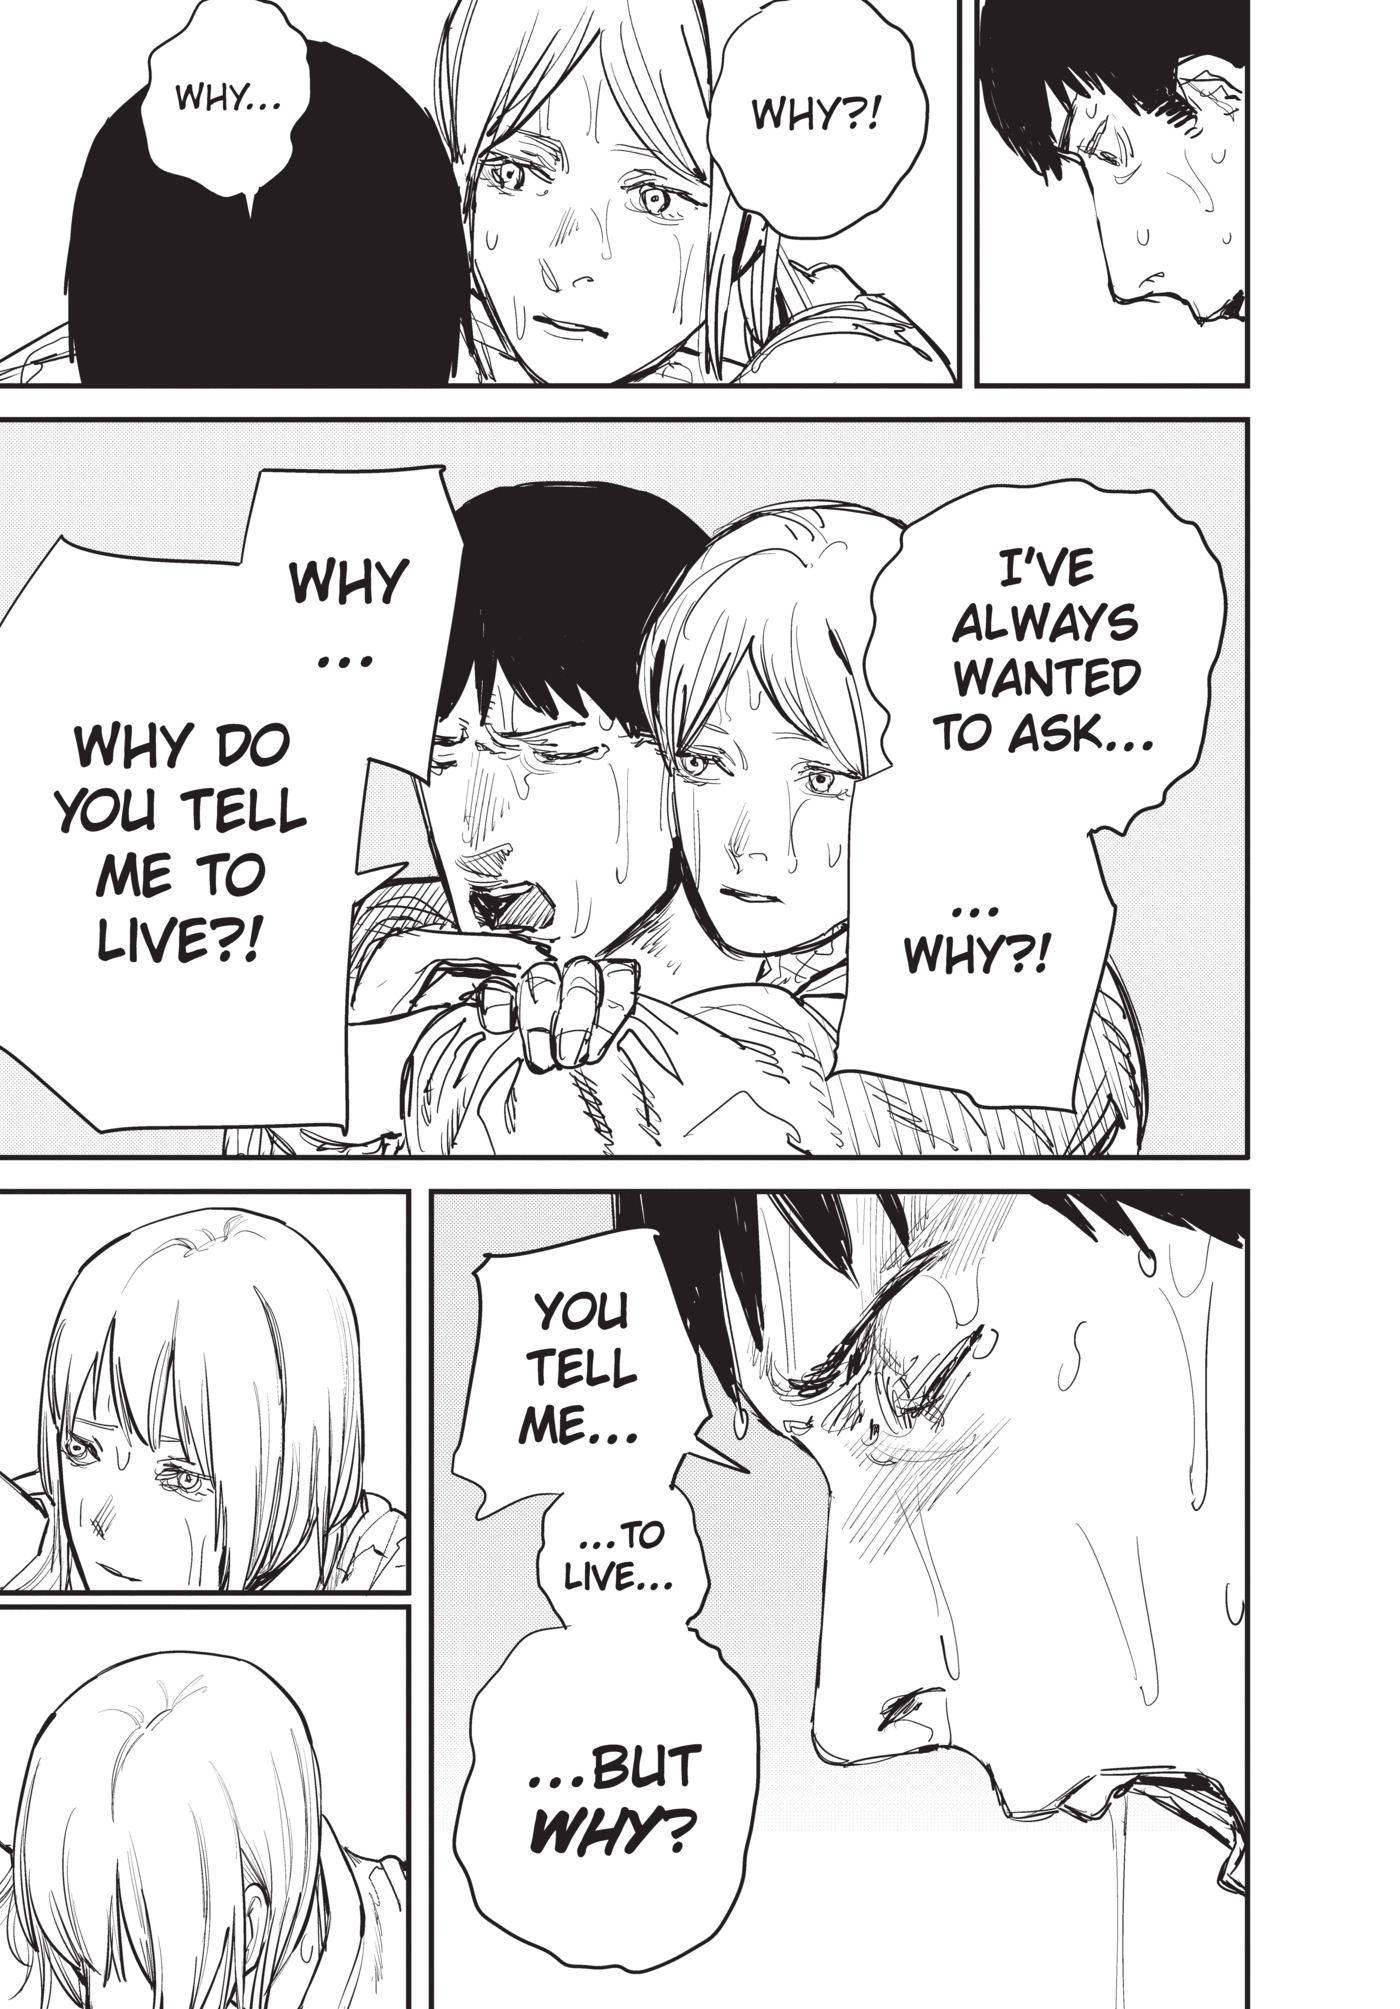 WHY?!
WHY...
I'VE
ALWAYS
WANTED
TO ASK...
...
WHY?!
WHY
...
WHY DO
YOU TELL
ME TO
LIVE?!
YOU
TELL
ME...
...TO
LIVE...
...BUT
WHY?